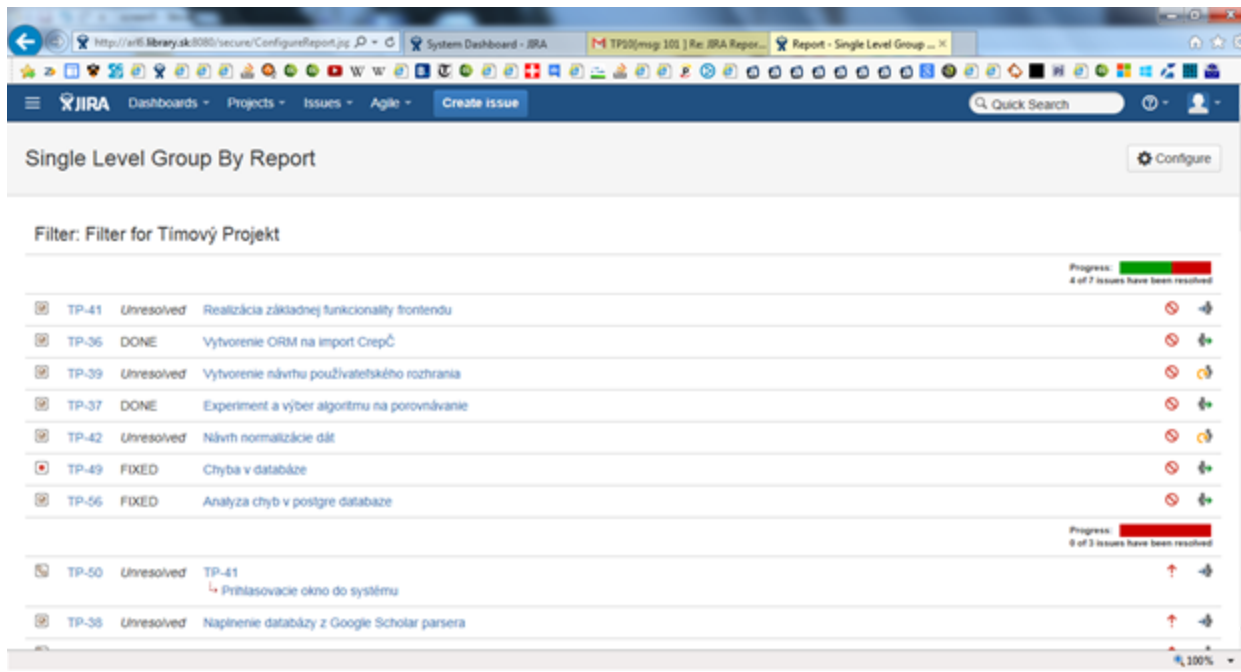 http://arl6.library.sk:8080/secure/ConfigureReport.jsp
System Dashboard - JIRA
TP10[msg: 101 ] Re: JIRA Repor...
Report - Single Level Group ...
JIRA Dashboards Projects Issues Agile Create issue Quick Search
Single Level Group By Report Configure
Filter: Filter for Tímový Projekt
Progress:
4 of 7 issues have been resolved
TP-41 Unresolved Realizácia základnej funkcionality frontendu
TP-36 DONE Vytvorenie ORM na import CrepČ
TP-39 Unresolved Vytvorenie návrhu používateľského rozhrania
TP-37 DONE Experiment a výber algoritmu na porovnávanie
TP-42 Unresolved Návrh normalizácie dát
TP-49 FIXED Chyba v databáze
TP-56 FIXED Analyza chyb v postgre databaze
Progress:
0 of 3 issues have been resolved
TP-50 Unresolved TP-41
Prihlasovacie okno do systému
TP-38 Unresolved Naplnenie databázy z Google Scholar parsera
100%